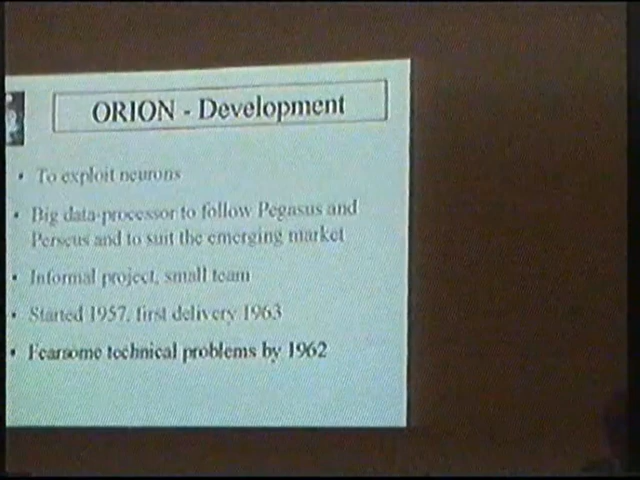 ORION - Development
• To exploit neurons
• Big data-processor to follow Pegasus and
Perseus and to suit the emerging market
• Informal project, small team
• Started 1957, first delivery 1963
• Fearsome technical problems by 1962